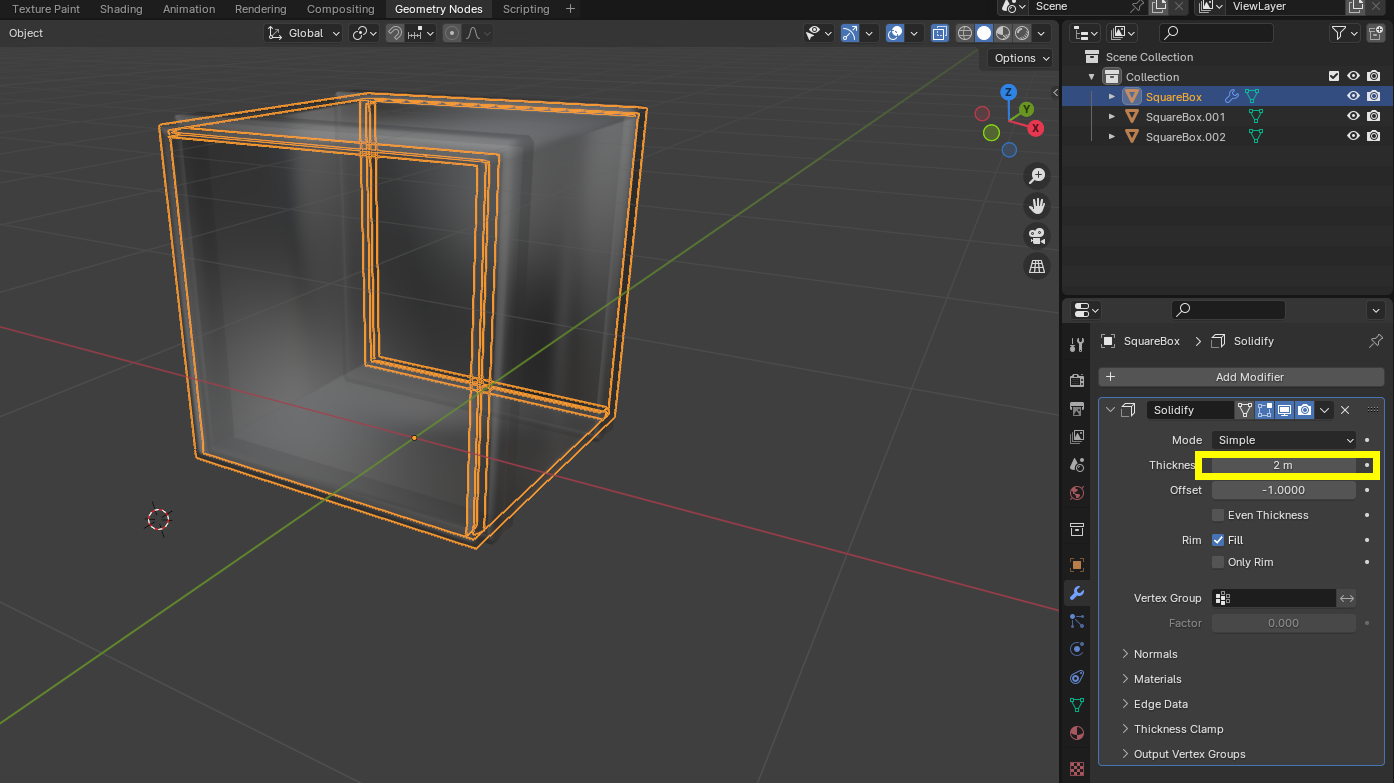 Texture Paint Shading Animation Rendering Compositing Geometry Nodes Scripting +
Scene ViewLayer
Object Global
Options
Z
Y
X
Scene Collection
Collection
SquareBox
SquareBox.001
SquareBox.002
SquareBox > Solidify
+ Add Modifier
Solidify
Mode Simple
Thicknes 2 m
Offset -1.0000
Even Thickness
Rim Fill
Only Rim
Vertex Group
Factor 0.000
Normals
Materials
Edge Data
Thickness Clamp
Output Vertex Groups